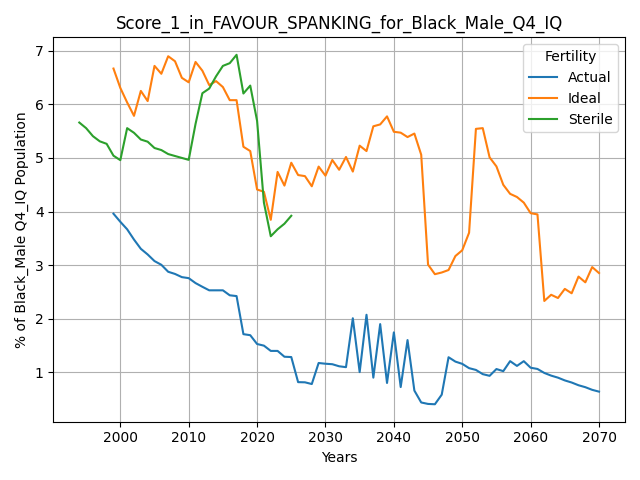 Score_1_in_FAVOUR_SPANKING_for_Black_Male_Q4_IQ
Fertility
Actual
Ideal
Sterile
% of Black_Male Q4_IQ Population
7
6
5
4
3
2
1
2000 2010 2020 2030 2040 2050 2060 2070
Years